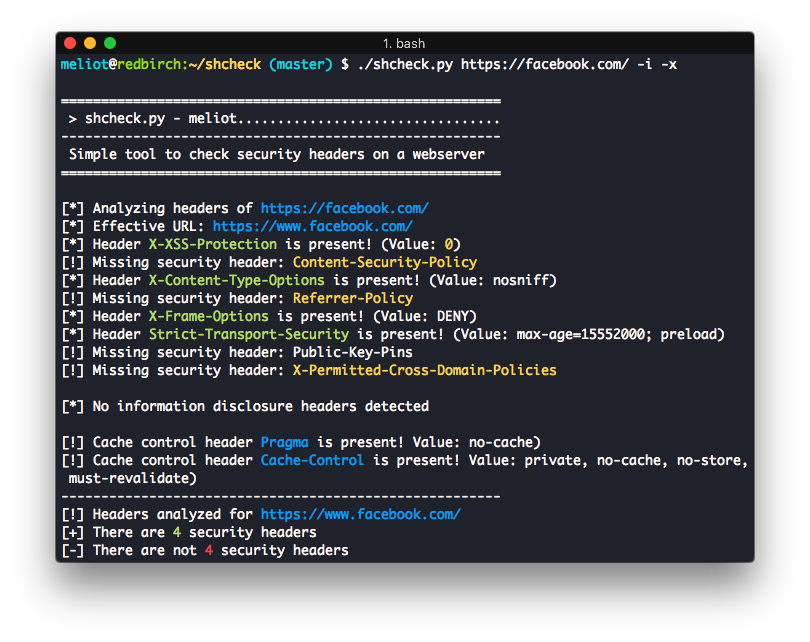 1. bash
meliot@redbirch:~/shcheck (master) $ ./shcheck.py https://facebook.com/ -i -x
=======================================================
> shcheck.py - meliot.................................
-------------------------------------------------------
Simple tool to check security headers on a webserver
=======================================================
[*] Analyzing headers of https://facebook.com/
[*] Effective URL: https://www.facebook.com/
[*] Header X-XSS-Protection is present! (Value: 0)
[!] Missing security header: Content-Security-Policy
[*] Header X-Content-Type-Options is present! (Value: nosniff)
[!] Missing security header: Referrer-Policy
[*] Header X-Frame-Options is present! (Value: DENY)
[*] Header Strict-Transport-Security is present! (Value: max-age=15552000; preload)
[!] Missing security header: Public-Key-Pins
[!] Missing security header: X-Permitted-Cross-Domain-Policies
[*] No information disclosure headers detected
[!] Cache control header Pragma is present! Value: no-cache)
[!] Cache control header Cache-Control is present! Value: private, no-cache, no-store,
must-revalidate)
-------------------------------------------------------
[!] Headers analyzed for https://www.facebook.com/
[+] There are 4 security headers
[-] There are not 4 security headers